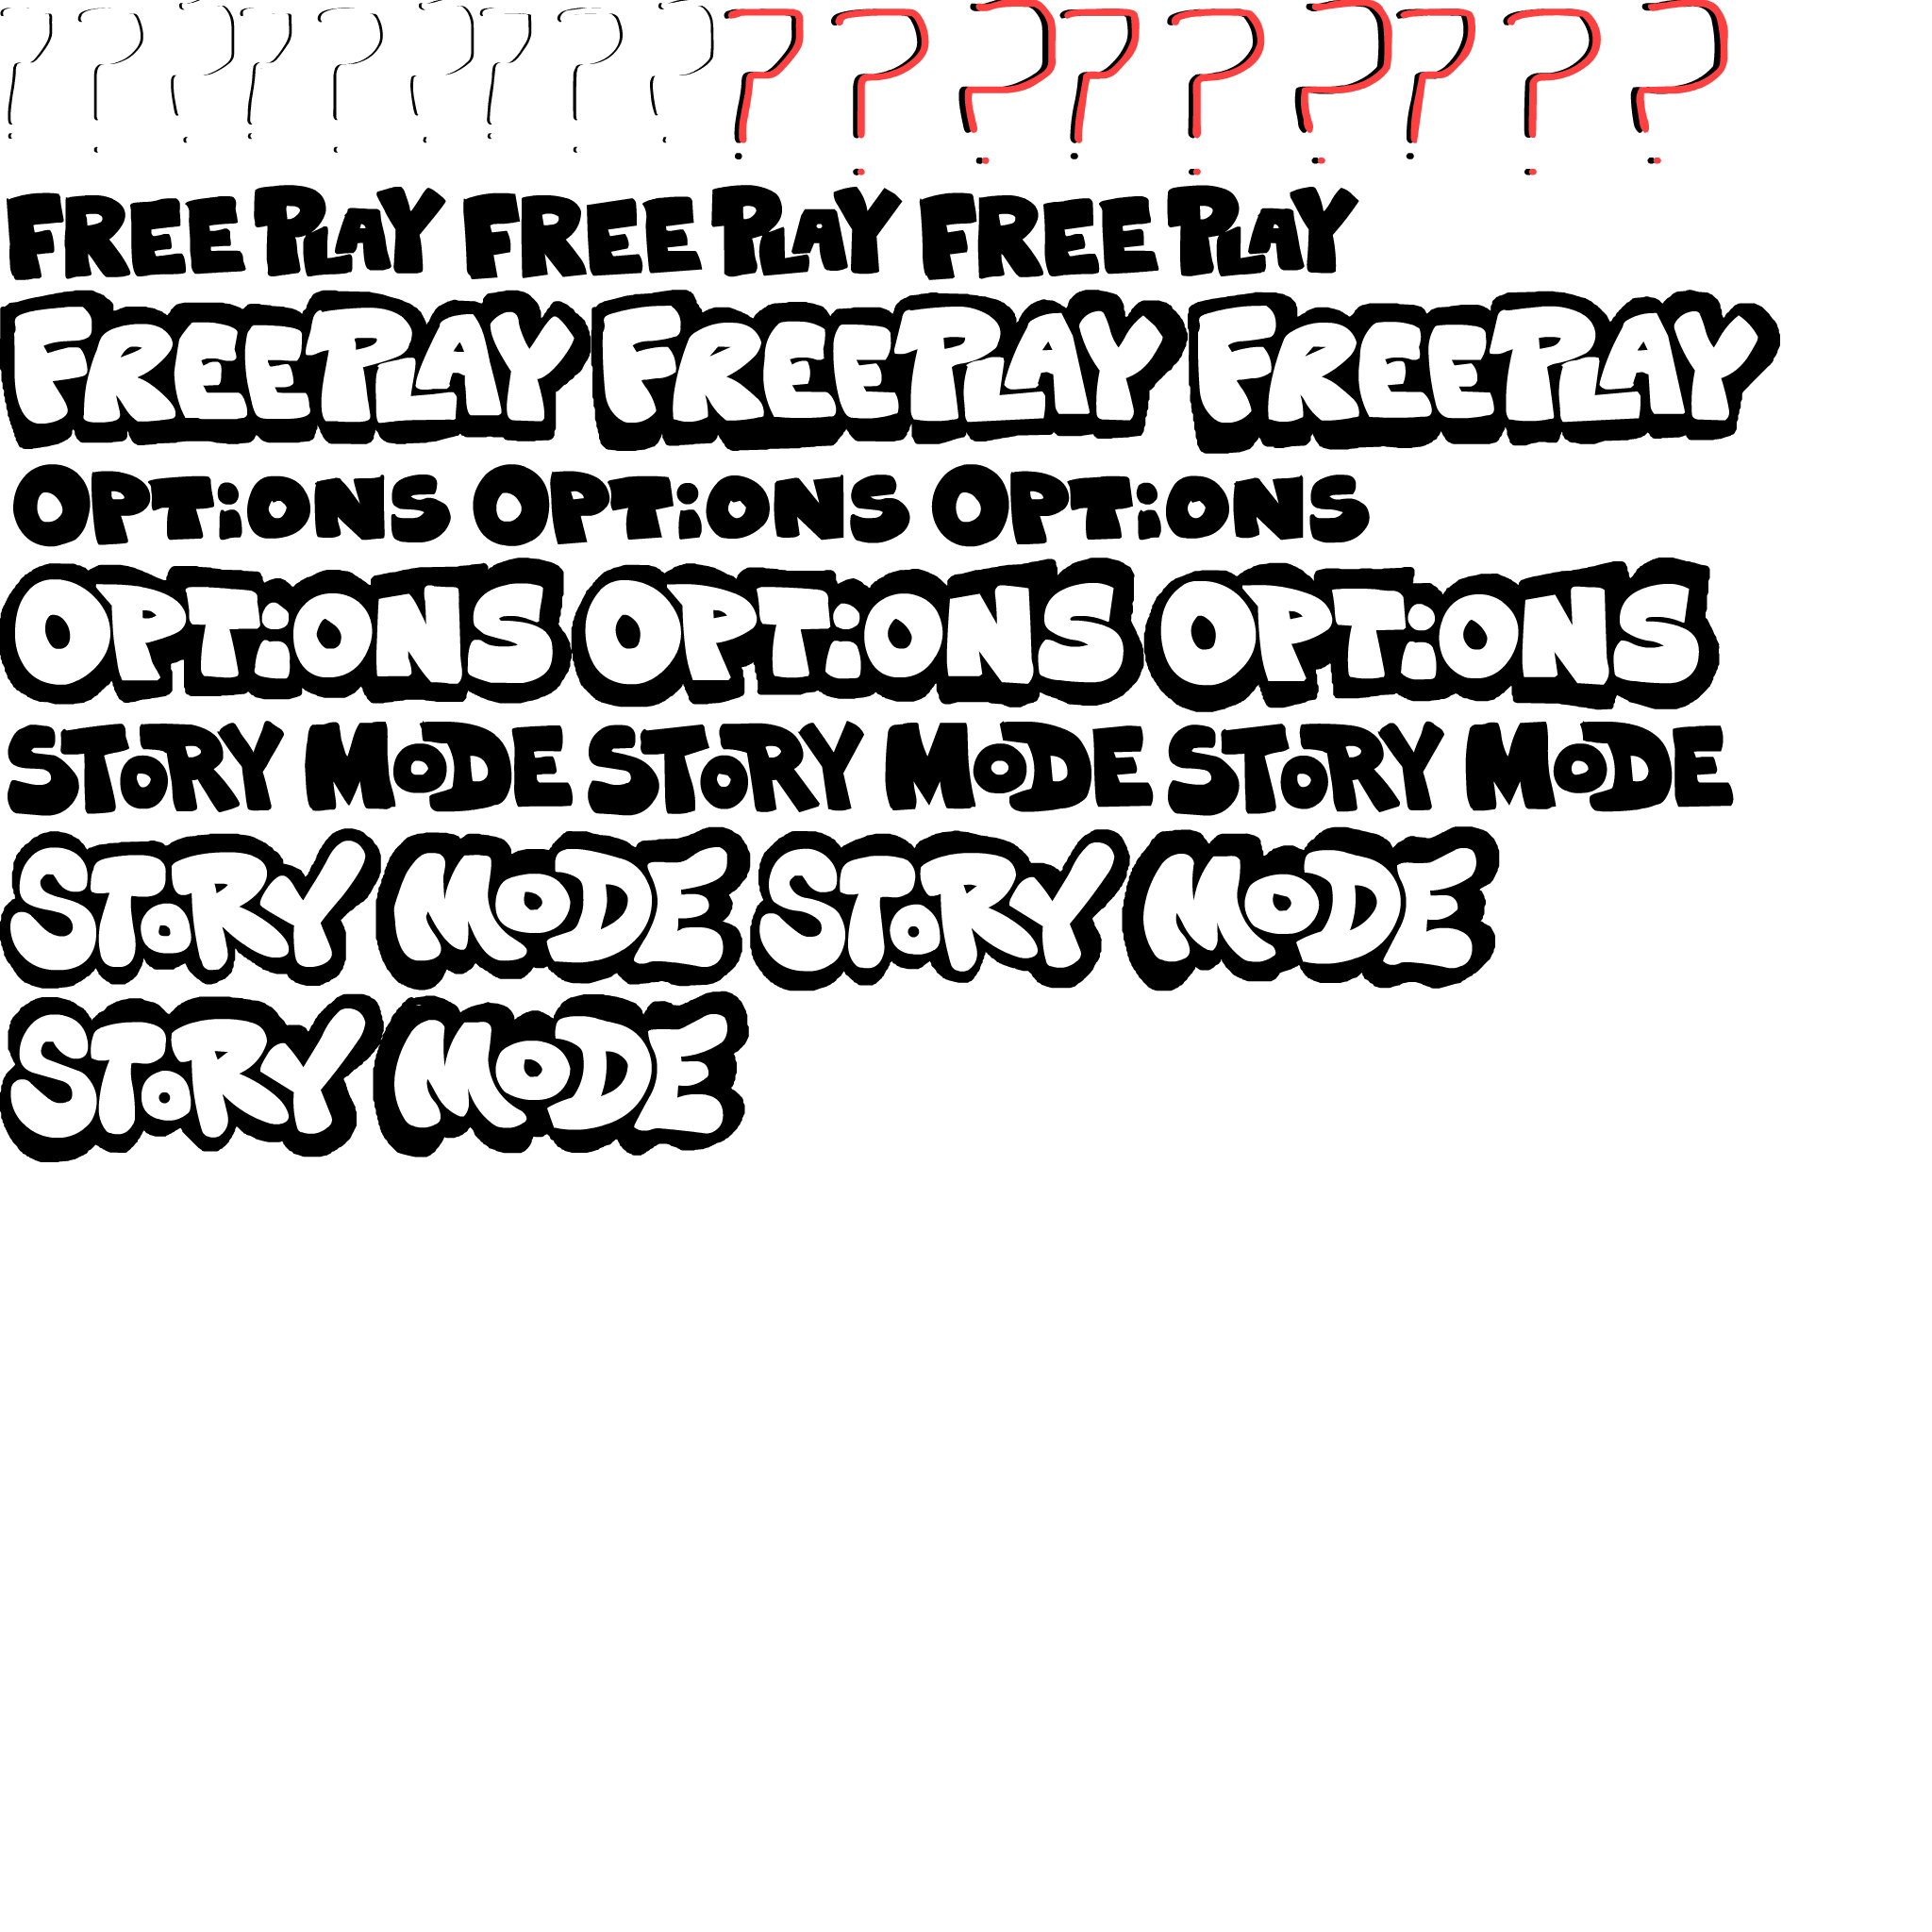 ? ? ? ? ? ? ? ? ? ? ? ? ? ? ? ? ? ?
FREE PLAY FREE PLAY FREE PLAY
FREEPLAY FREEPLAY FREEPLAY
OPTiONS OPTiONS OPTiONS
OPTiONS OPTiONS OPTiONS
STORY MODE STORY MODE STORY MODE
STORY MODE STORY MODE
STORY MODE